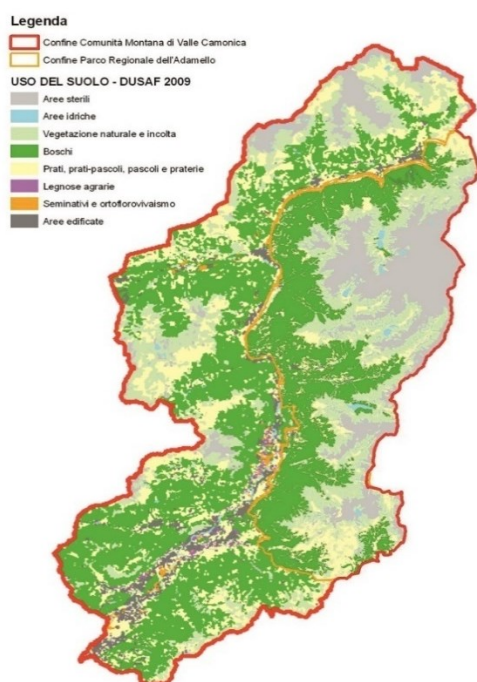 Legenda
Confine Comunità Montana di Valle Camonica
Confine Parco Regionale dell'Adamello
USO DEL SUOLO - DUSAF 2009
Aree sterili
Aree idriche
Vegetazione naturale e incolta
Boschi
Prati, prati-pascoli, pascoli e praterie
Legnose agrarie
Seminativi e ortoflorovivaismo
Aree edificate